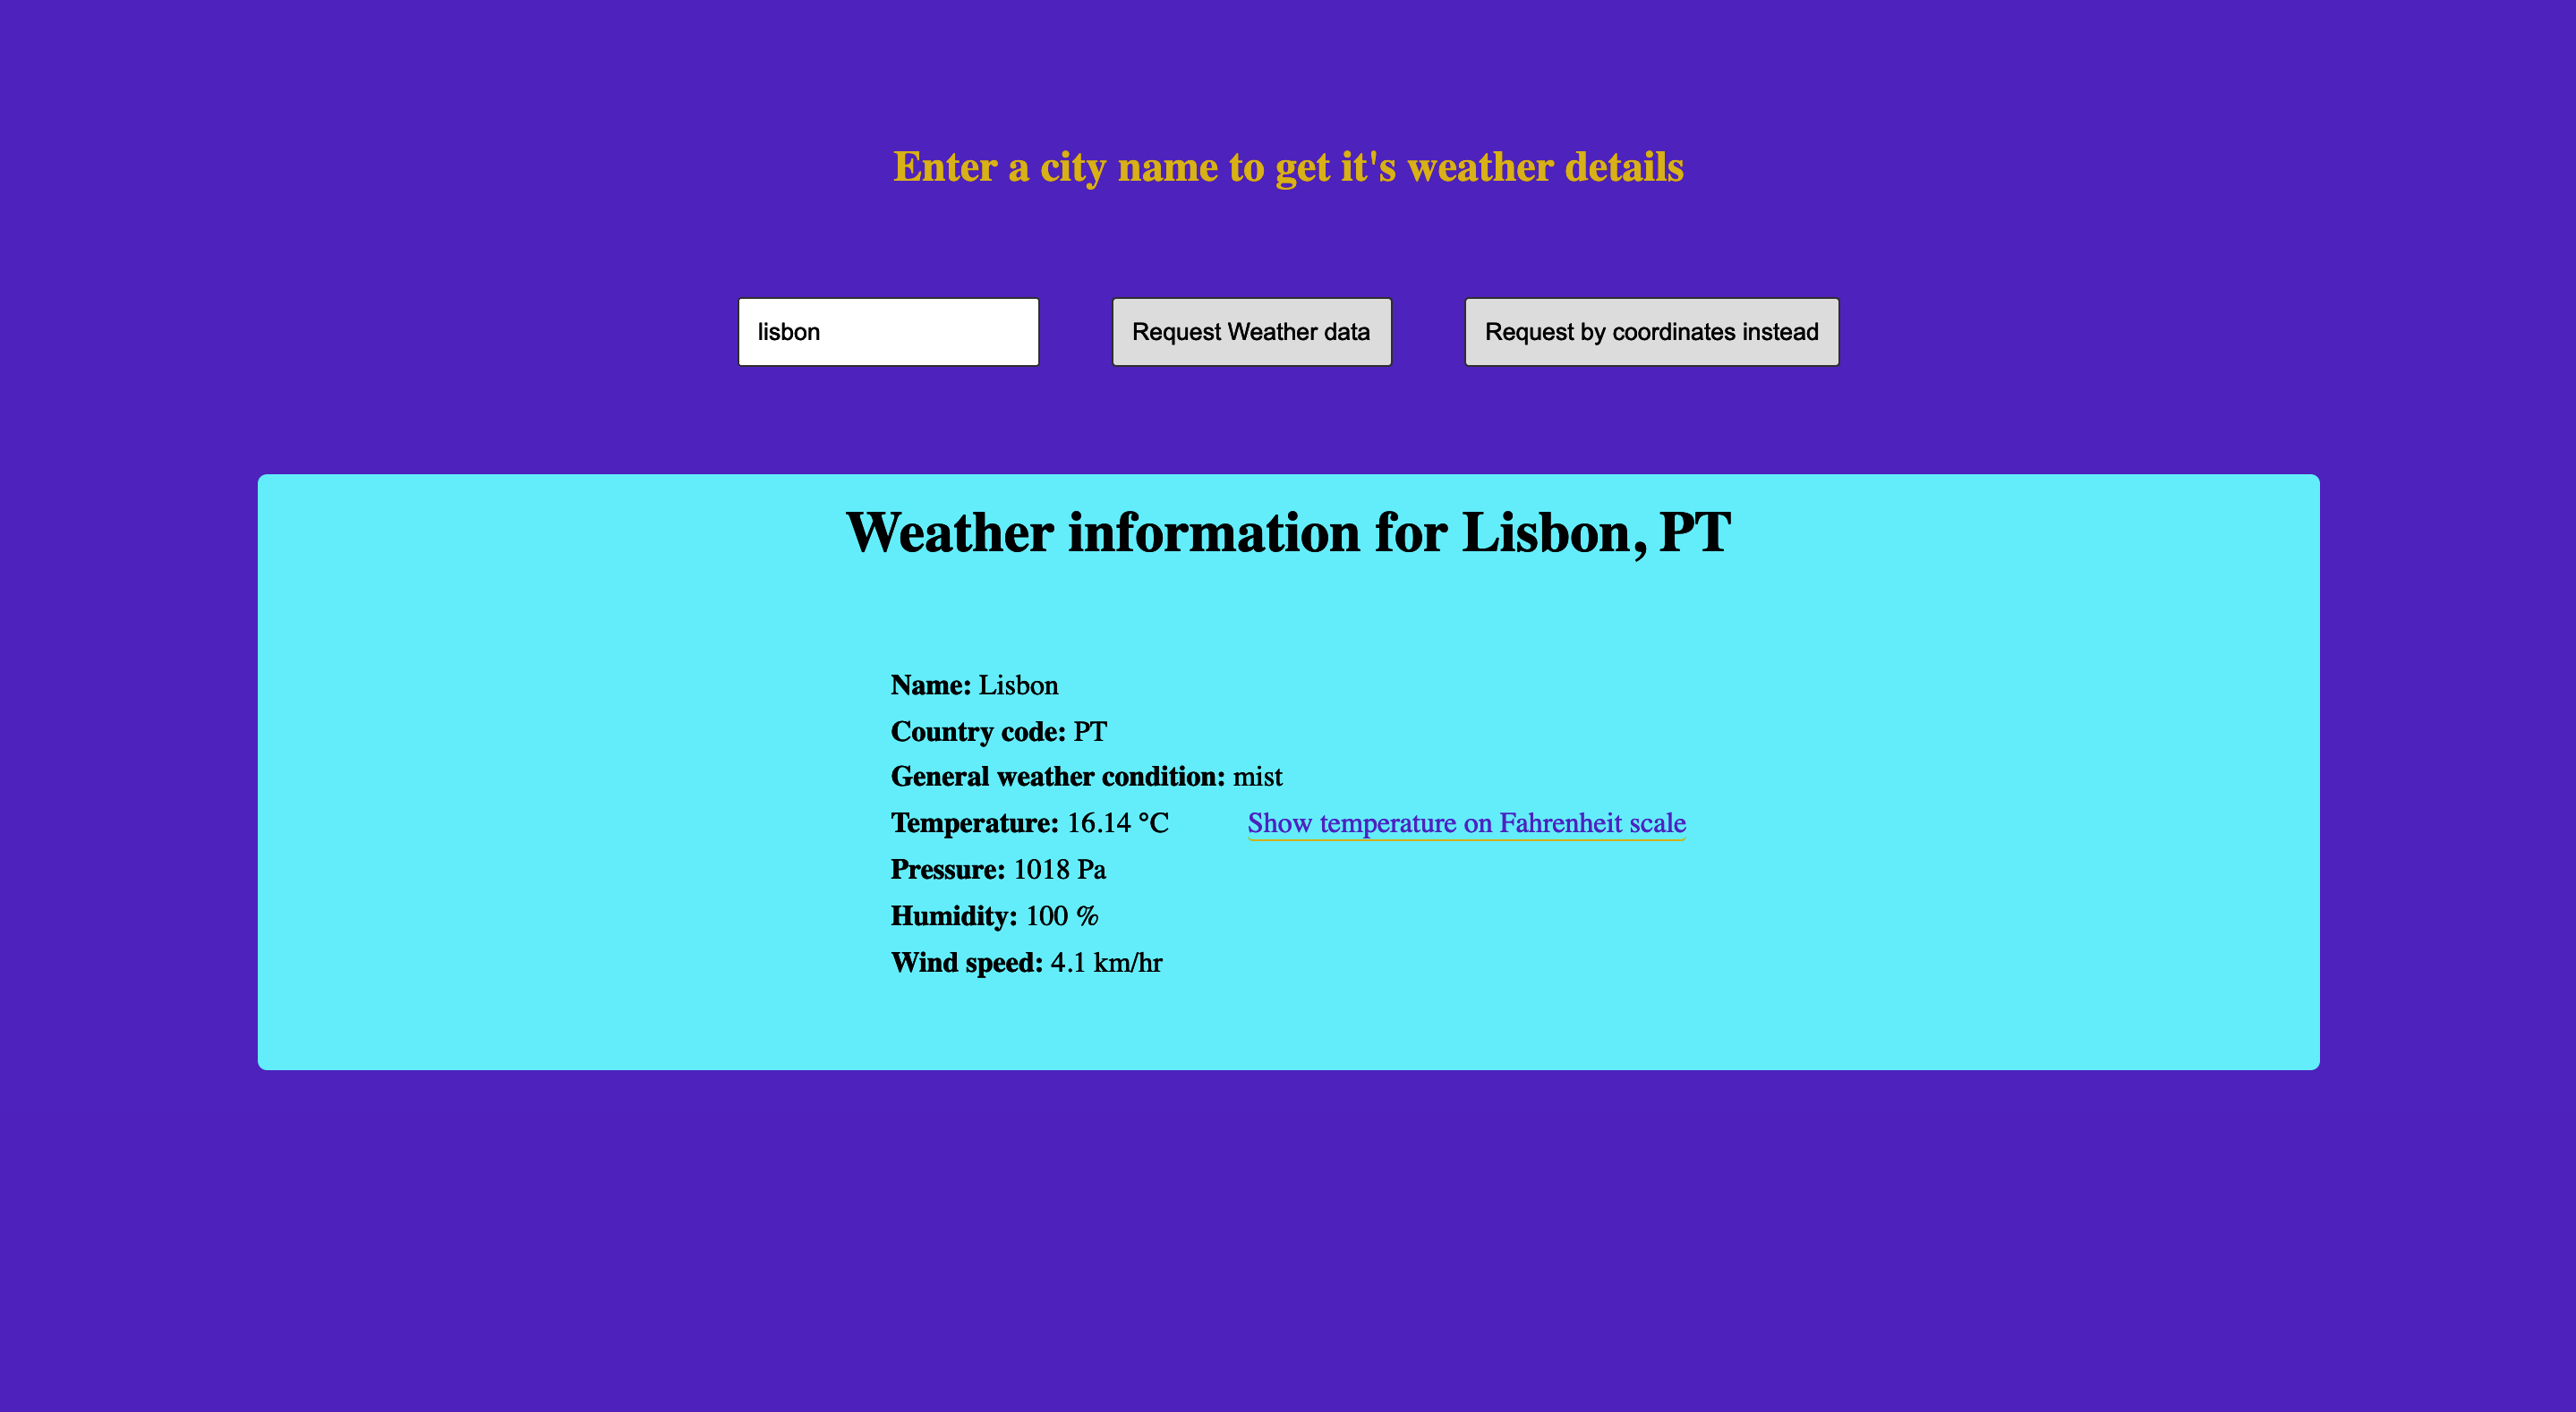 Enter a city name to get it's weather details
lisbon
Request Weather data
Request by coordinates instead
Weather information for Lisbon, PT
Name: Lisbon
Country code: PT
General weather condition: mist
Temperature: 16.14 °C Show temperature on Fahrenheit scale
Pressure: 1018 Pa
Humidity: 100 %
Wind speed: 4.1 km/hr